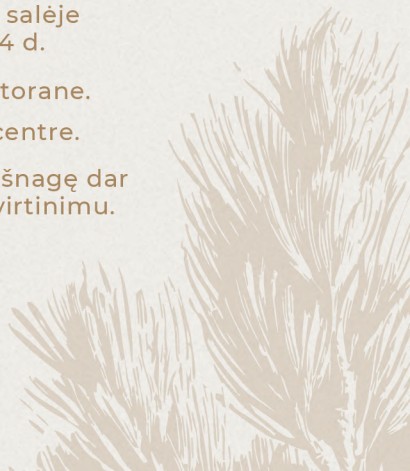 salėje
4 d.
torane.
centre.
šnagę dar
virtinimu.